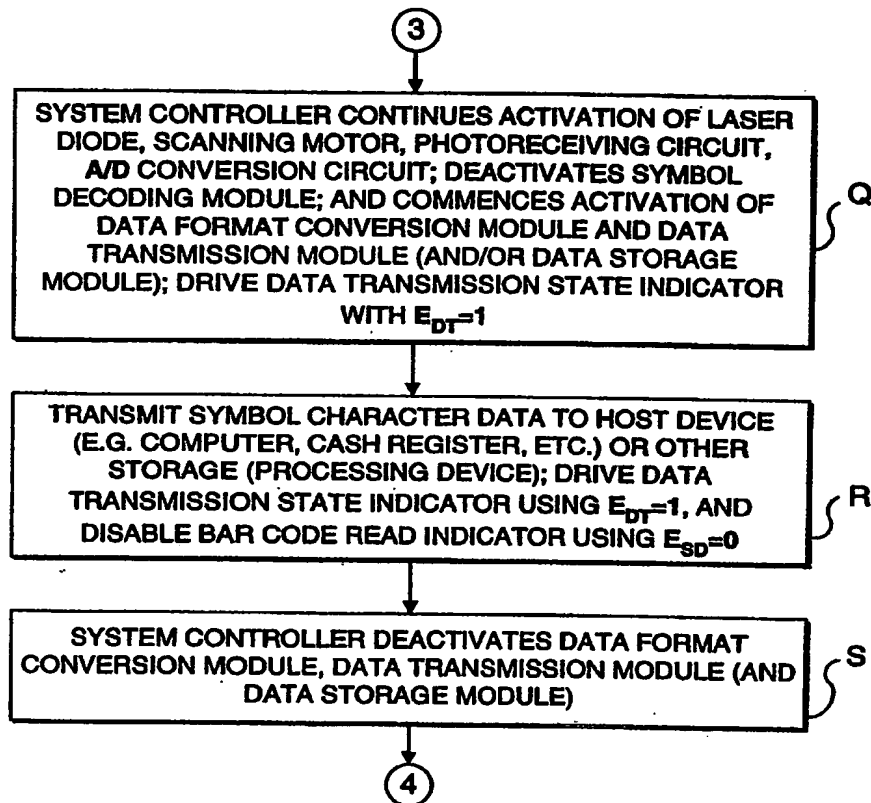 3
SYSTEM CONTROLLER CONTINUES ACTIVATION OF LASER
DIODE, SCANNING MOTOR, PHOTORECEIVING CIRCUIT,
A/D CONVERSION CIRCUIT; DEACTIVATES SYMBOL
DECODING MODULE; AND COMMENCES ACTIVATION OF
DATA FORMAT CONVERSION MODULE AND DATA
TRANSMISSION MODULE (AND/OR DATA STORAGE
MODULE); DRIVE DATA TRANSMISSION STATE INDICATOR
WITH E_DT=1
Q
TRANSMIT SYMBOL CHARACTER DATA TO HOST DEVICE
(E.G. COMPUTER, CASH REGISTER, ETC.) OR OTHER
STORAGE (PROCESSING DEVICE); DRIVE DATA
TRANSMISSION STATE INDICATOR USING E_DT=1, AND
DISABLE BAR CODE READ INDICATOR USING E_SD=0
R
SYSTEM CONTROLLER DEACTIVATES DATA FORMAT
CONVERSION MODULE, DATA TRANSMISSION MODULE (AND
DATA STORAGE MODULE)
S
4